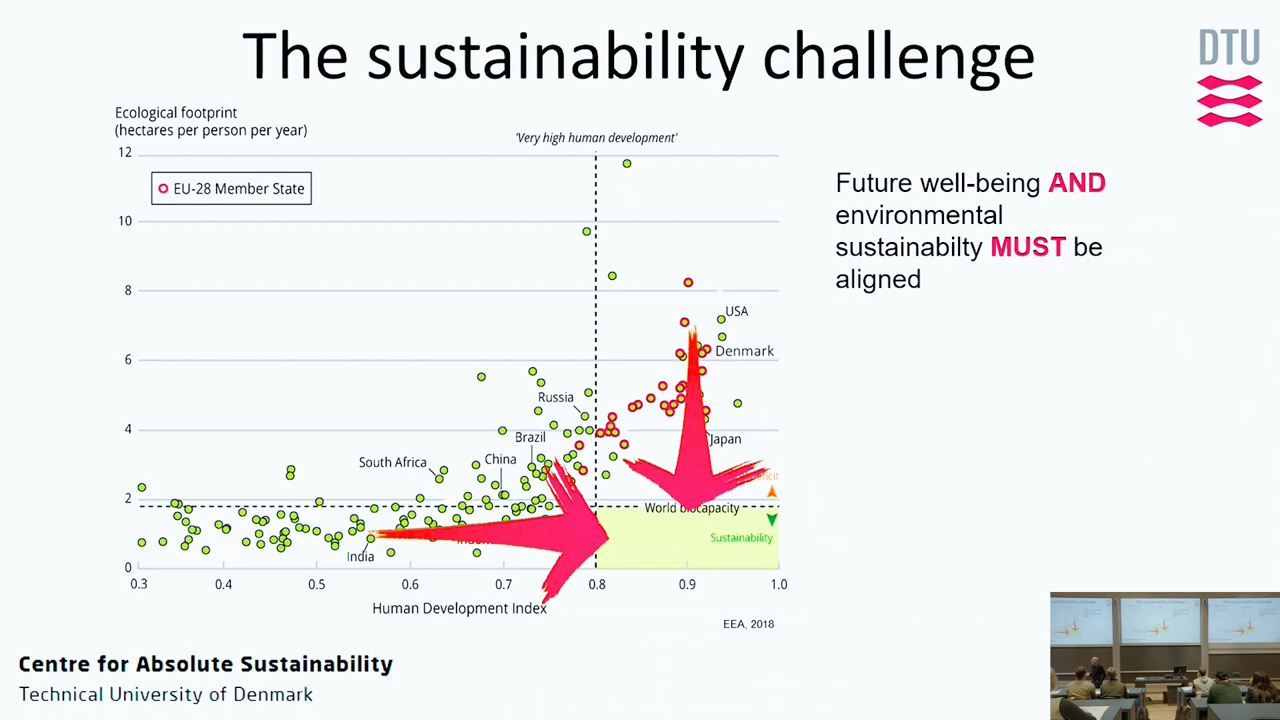 The sustainability challenge
DTU
Ecological footprint
(hectares per person per year)
'Very high human development'
12
EU-28 Member State
10
8
6
4
2
0
USA
Denmark
Russia
Brazil
Japan
China
South Africa
World biocapacity
Sustainability
India
0.3
0.4
0.5
0.6
0.7
0.8
0.9
1.0
Human Development Index
EEA, 2018
Future well-being AND
environmental
sustainabilty MUST be
aligned
Centre for Absolute Sustainability
Technical University of Denmark